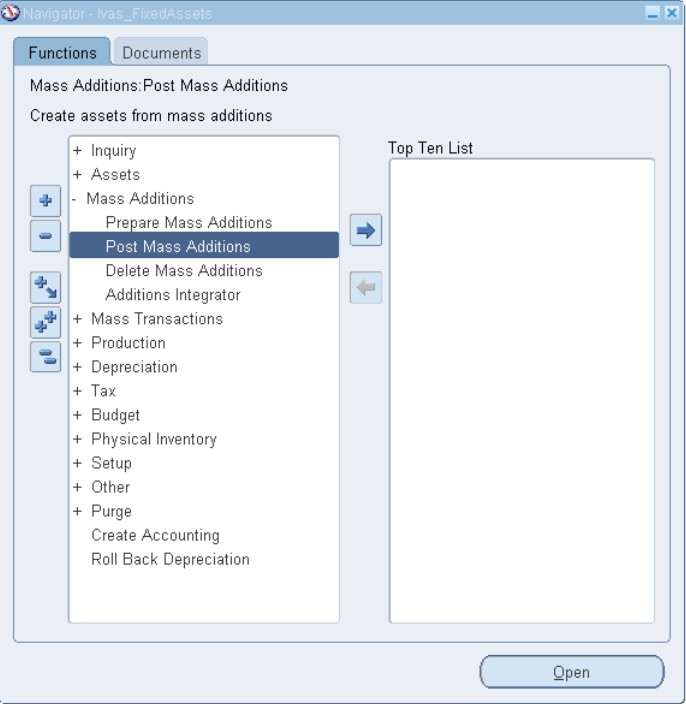 Navigator - Ivas_FixedAssets
Functions Documents
Mass Additions:Post Mass Additions
Create assets from mass additions
Top Ten List
+ Inquiry
+ Assets
- Mass Additions
Prepare Mass Additions
Post Mass Additions
Delete Mass Additions
Additions Integrator
+ Mass Transactions
+ Production
+ Depreciation
+ Tax
+ Budget
+ Physical Inventory
+ Setup
+ Other
+ Purge
Create Accounting
Roll Back Depreciation
Open